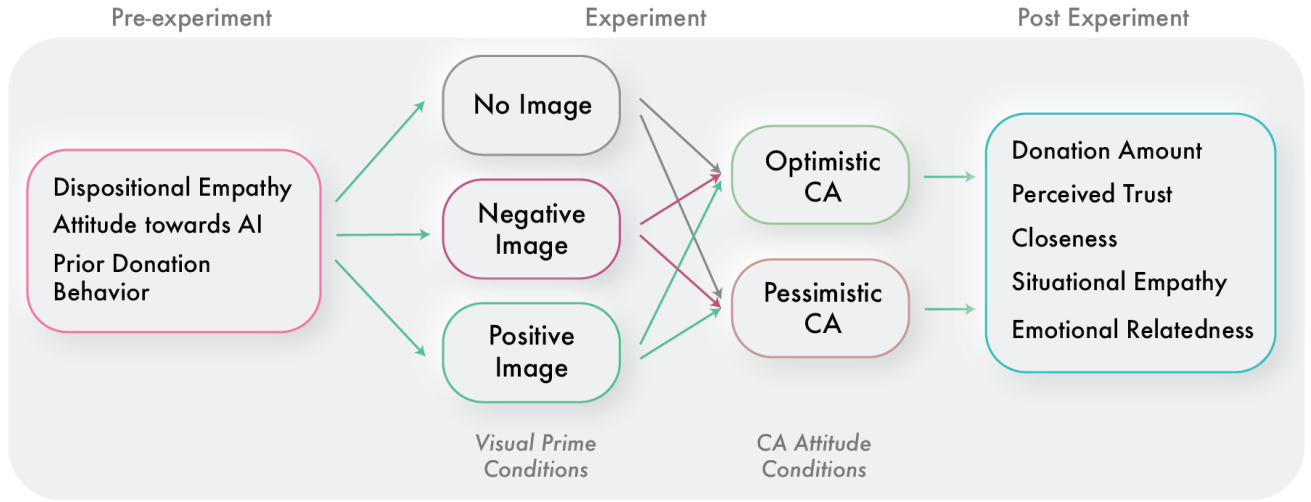 Pre-experiment
Experiment
Post Experiment
Dispositional Empathy
Attitude towards AI
Prior Donation
Behavior
No Image
Negative
Image
Positive
Image
Visual Prime
Conditions
Optimistic
CA
Pessimistic
CA
CA Attitude
Conditions
Donation Amount
Perceived Trust
Closeness
Situational Empathy
Emotional Relatedness